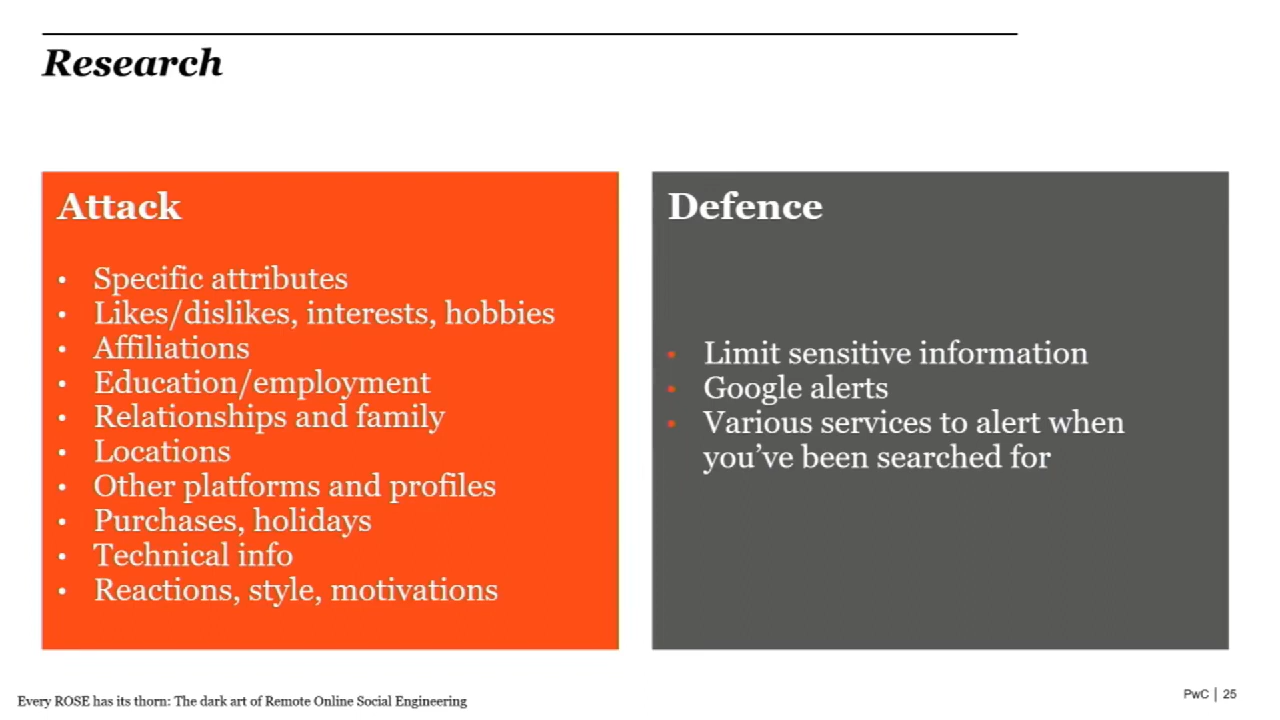 Research
Attack
• Specific attributes
• Likes/dislikes, interests, hobbies
• Affiliations
• Education/employment
• Relationships and family
• Locations
• Other platforms and profiles
• Purchases, holidays
• Technical info
• Reactions, style, motivations
Defence
• Limit sensitive information
• Google alerts
• Various services to alert when
you’ve been searched for
Every ROSE has its thorn: The dark art of Remote Online Social Engineering
PwC | 25